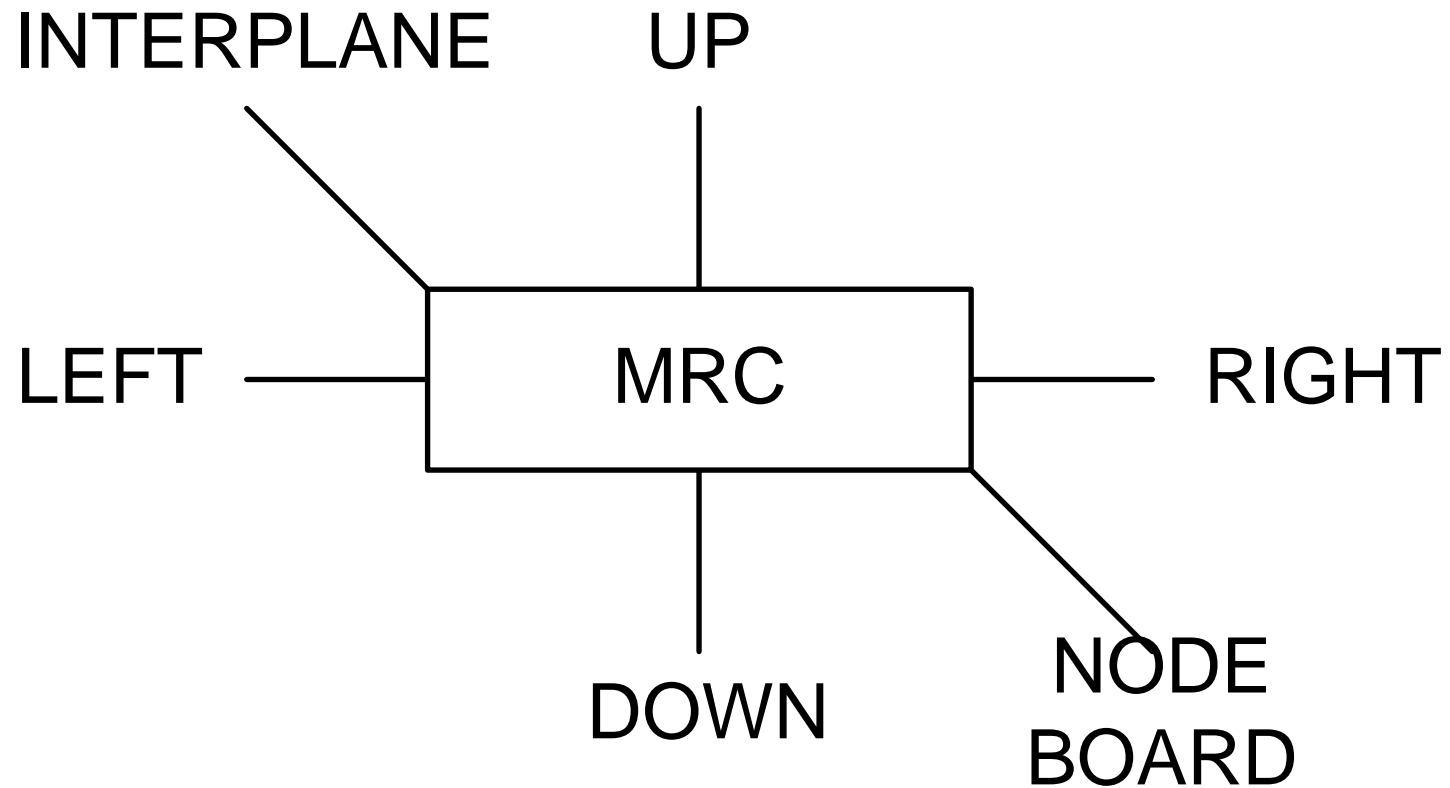 INTERPLANE
UP
LEFT
MRC
RIGHT
DOWN
NODE
BOARD